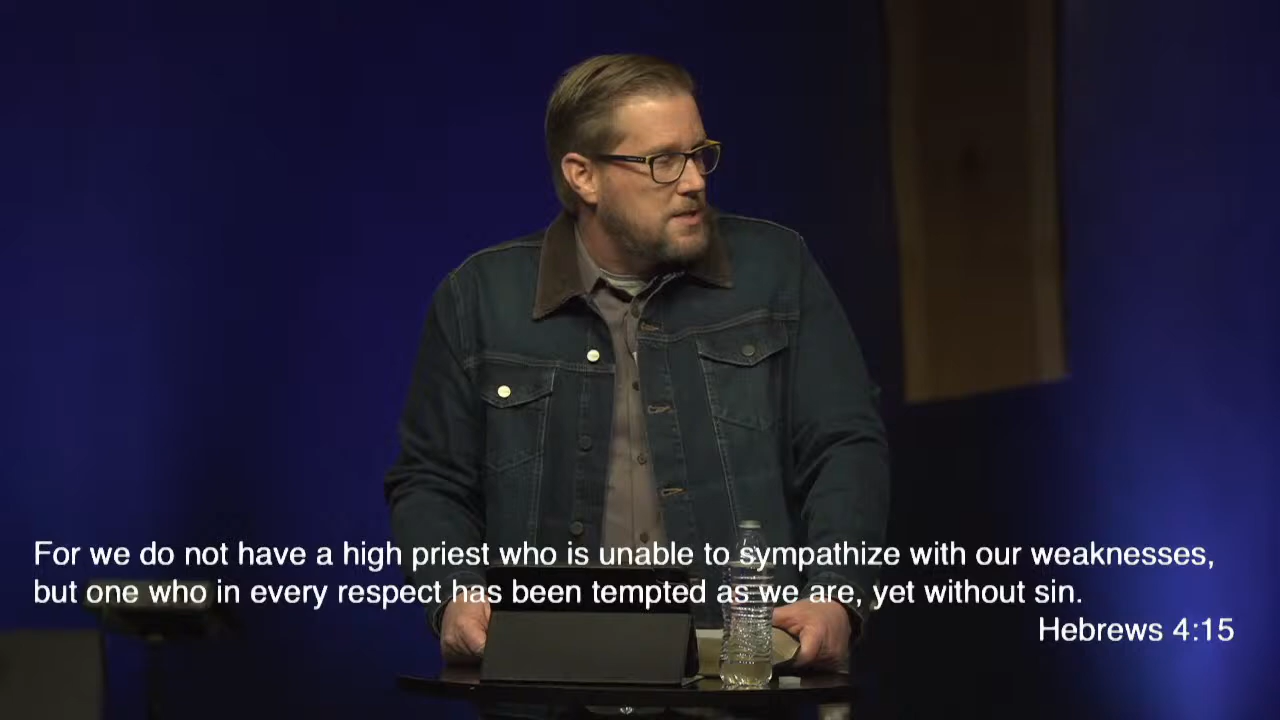 For we do not have a high priest who is unable to sympathize with our weaknesses,
but one who in every respect has been tempted as we are, yet without sin.
Hebrews 4:15